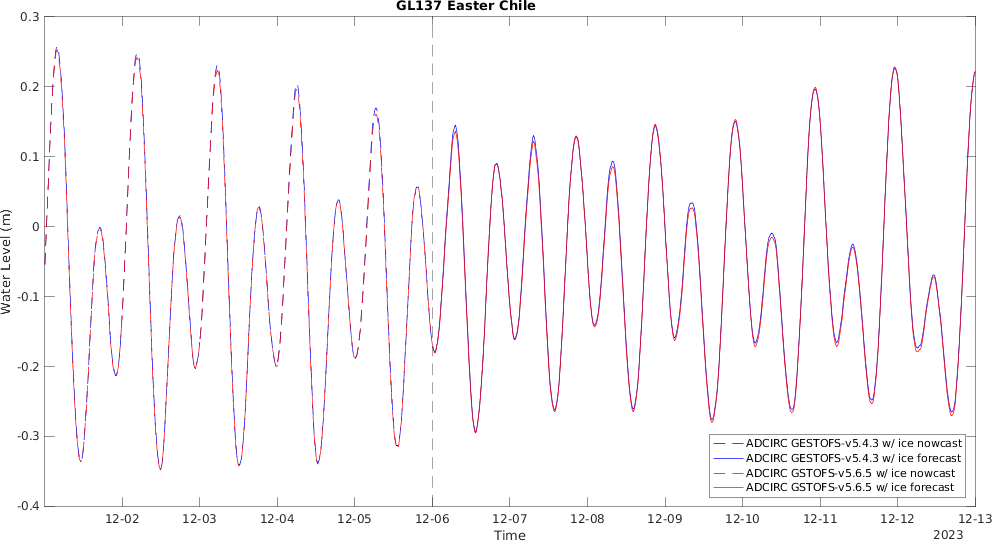 GL137 Easter Chile
0.3
0.2
0.1
0
-0.1
-0.2
-0.3
-0.4
Water Level (m)
ADCIRC GESTOFS-v5.4.3 w/ ice nowcast
ADCIRC GESTOFS-v5.4.3 w/ ice forecast
ADCIRC GSTOFS-v5.6.5 w/ ice nowcast
ADCIRC GSTOFS-v5.6.5 w/ ice forecast
12-02 12-03 12-04 12-05 12-06 12-07 12-08 12-09 12-10 12-11 12-12 12-13
Time
2023